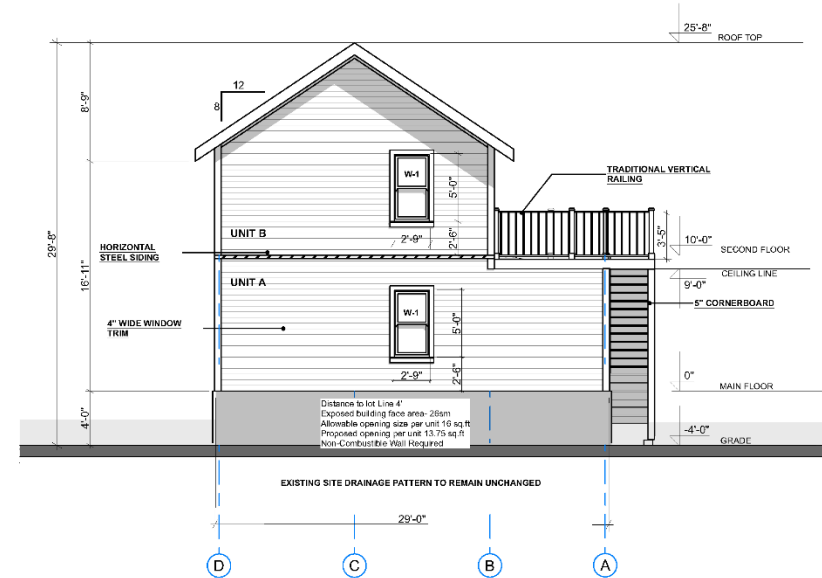 25'-8"
ROOF TOP
12
8
8'-9"
W-1
5'-0"
TRADITIONAL VERTICAL
RAILING
2'-9"
2'-6"
3'-5"
UNIT B
10'-0"
SECOND FLOOR
29'-8"
HORIZONTAL
STEEL SIDING
16'-11"
UNIT A
CEILING LINE
9'-0"
W-1
5" CORNERBOARD
4" WIDE WINDOW
TRIM
5'-0"
2'-9"
2'-6"
0"
MAIN FLOOR
4'-0"
Distance to lot Line 4'
Exposed building face area- 26sm
Allowable opening size per unit 16 sq.ft
Proposed opening per unit 13.75 sq.ft
Non-Combustible Wall Required
-4'-0"
GRADE
EXISTING SITE DRAINAGE PATTERN TO REMAIN UNCHANGED
29'-0"
D
C
B
A